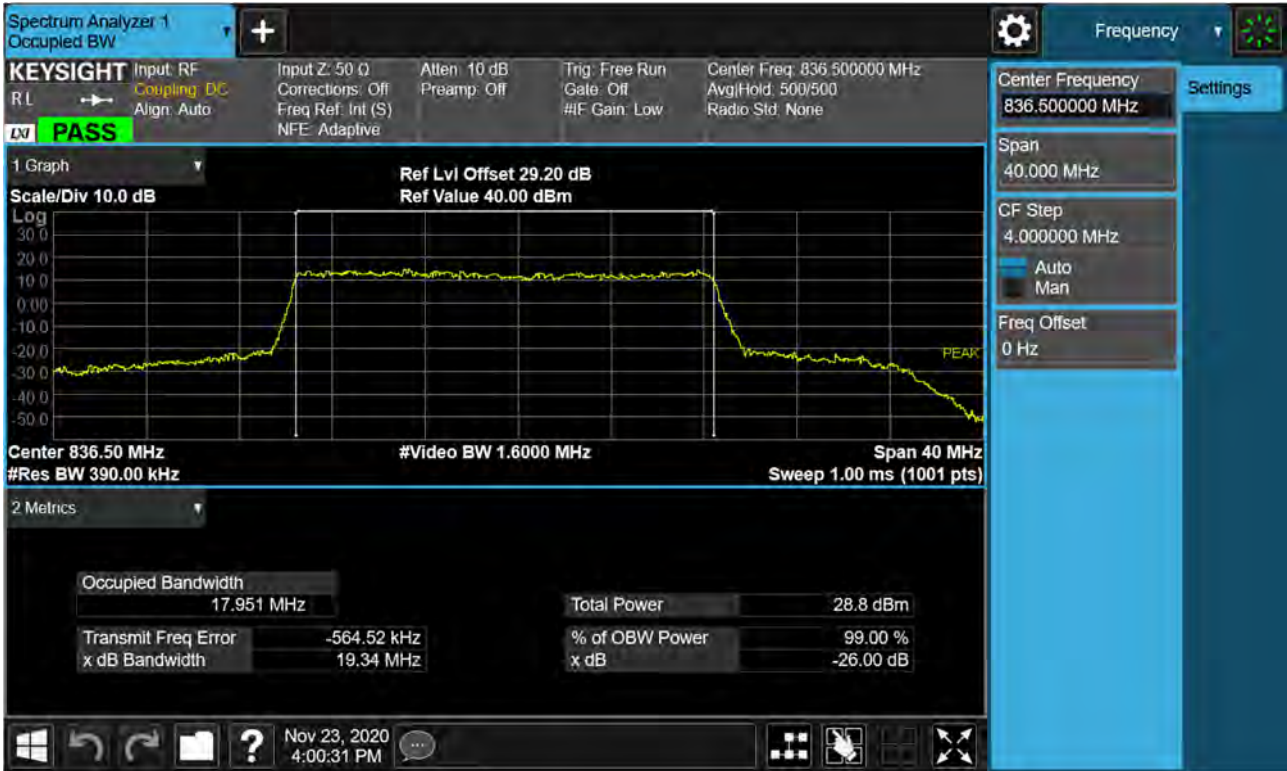 Spectrum Analyzer 1
Occupied BW
+
Frequency
KEYSIGHT
RL
LXI
PASS
Input: RF
Coupling: DC
Align: Auto
Input Z: 50 Ω
Corrections: Off
Freq Ref: Int (S)
NFE: Adaptive
Atten: 10 dB
Preamp: Off
Trig: Free Run
Gate: Off
#IF Gain: Low
Center Freq: 836.500000 MHz
Avg|Hold: 500/500
Radio Std: None
Center Frequency
836.500000 MHz
Settings
Span
40.000 MHz
CF Step
4.000000 MHz
Auto
Man
Freq Offset
0 Hz
1 Graph
Scale/Div 10.0 dB
Ref Lvl Offset 29.20 dB
Ref Value 40.00 dBm
Log
30.0
20.0
10.0
0.00
-10.0
-20.0
-30.0
-40.0
-50.0
PEAK
Center 836.50 MHz
#Video BW 1.6000 MHz
Span 40 MHz
#Res BW 390.00 kHz
Sweep 1.00 ms (1001 pts)
2 Metrics
Occupied Bandwidth
17.951 MHz
Total Power 28.8 dBm
Transmit Freq Error -564.52 kHz
% of OBW Power 99.00 %
x dB Bandwidth 19.34 MHz
x dB -26.00 dB
?
Nov 23, 2020
4:00:31 PM